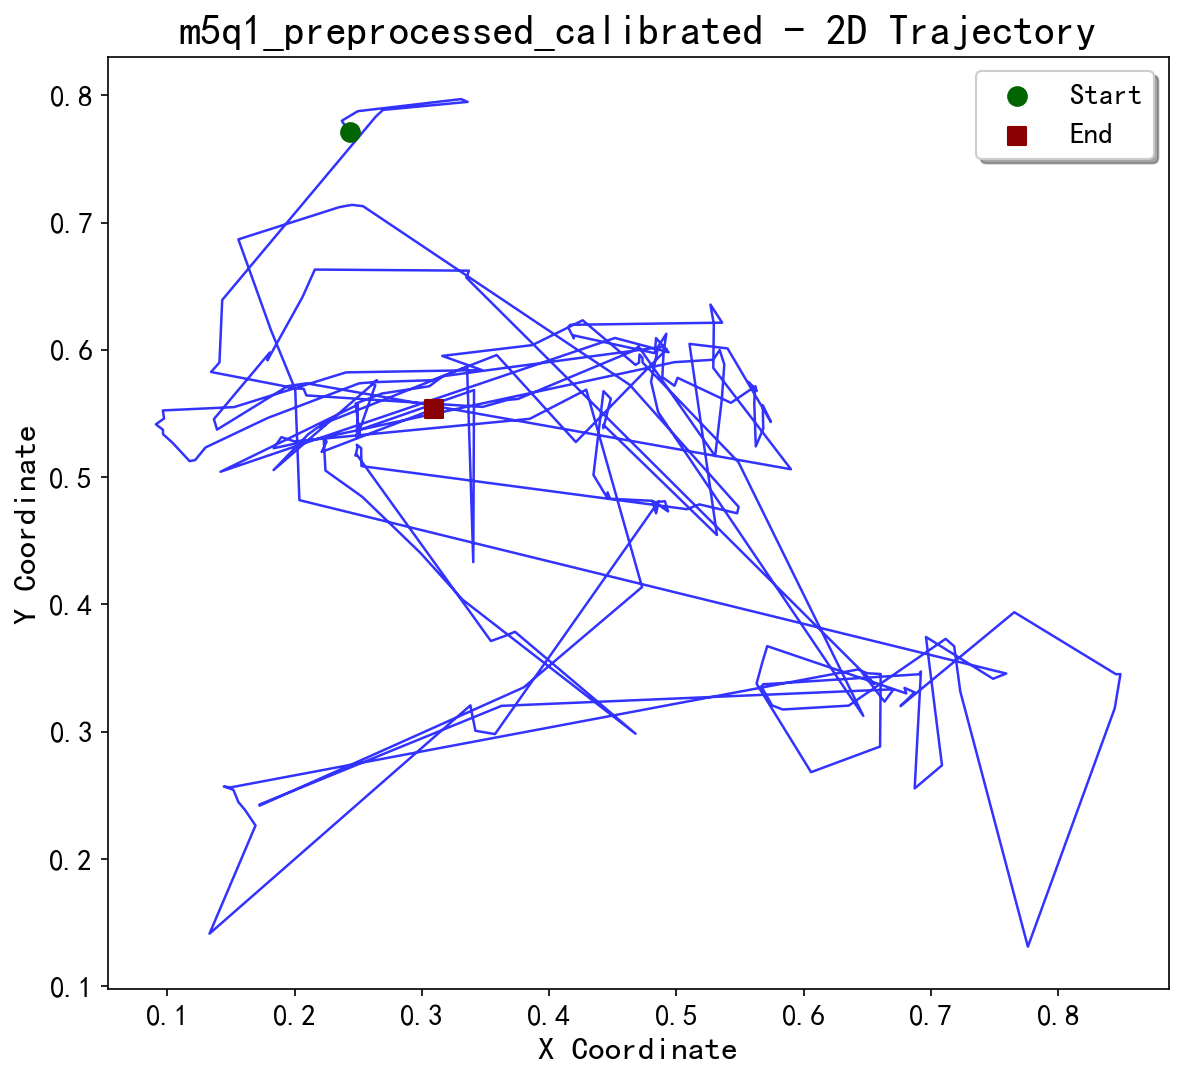 m5q1_preprocessed_calibrated - 2D Trajectory
Start
End
0.8
0.7
0.6
0.5
0.4
0.3
0.2
0.1
Y Coordinate
0.1 0.2 0.3 0.4 0.5 0.6 0.7 0.8
X Coordinate